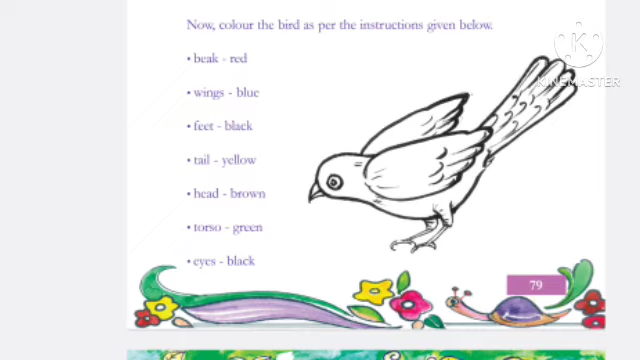 Now, colour the bird as per the instructions given below.
• beak - red
• wings - blue
• feet - black
• tail - yellow
• head - brown
• torso - green
• eyes - black
79
KINEMASTER